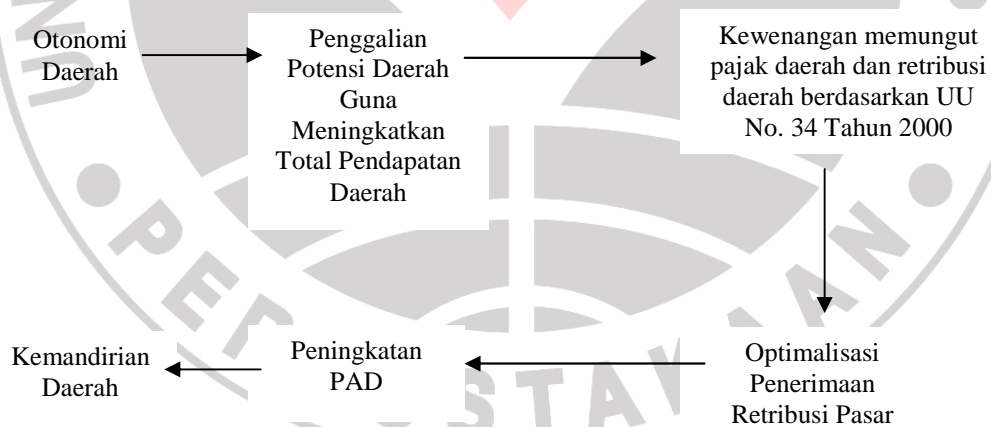 Otonomi
Daerah
Penggalian
Potensi Daerah
Guna
Meningkatkan
Total Pendapatan
Daerah
Kewenangan memungut
pajak daerah dan retribusi
daerah berdasarkan UU
No. 34 Tahun 2000
Optimalisasi
Penerimaan
Retribusi Pasar
Peningkatan
PAD
Kemandirian
Daerah